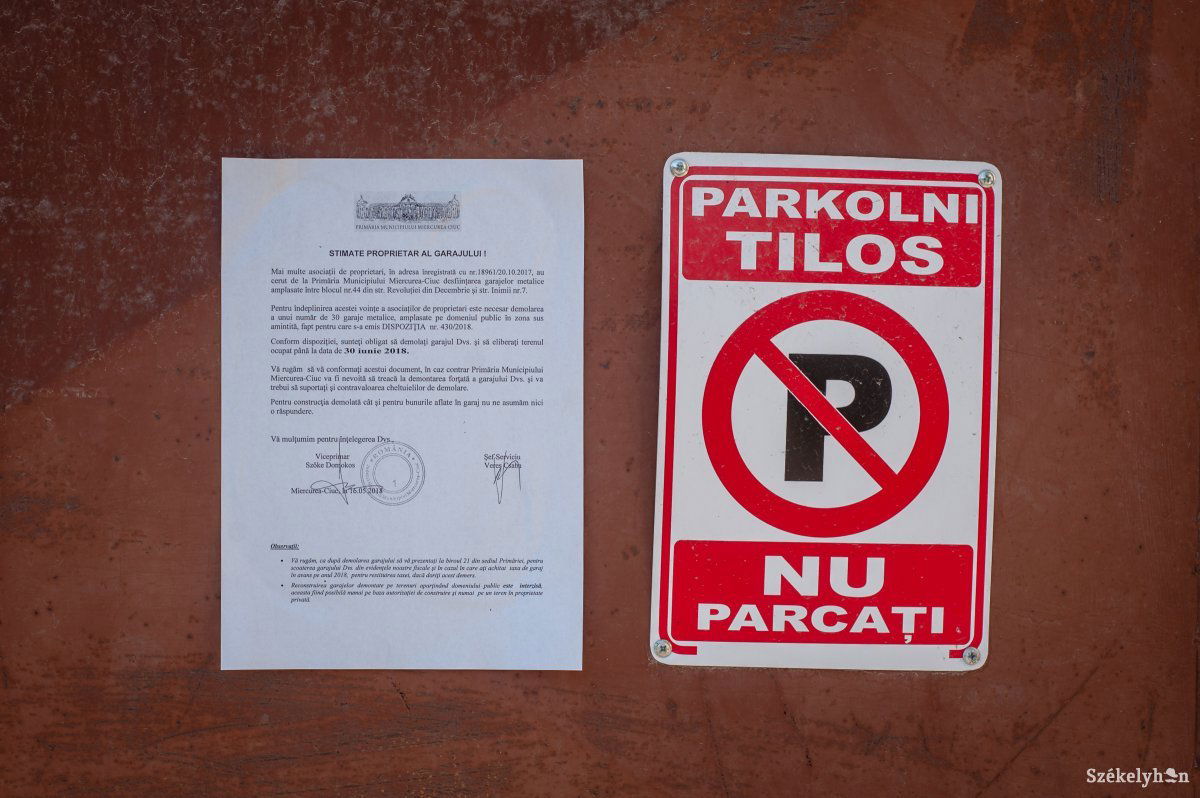 PRIMĂRIA MUNICIPIULUI MIERCUREA CIUC
STIMATE PROPRIETAR AL GARAJULUI !
Mai multe asociații de proprietari, în adresa înregistrată cu nr.18961/20.10.2017, au
cerut de la Primăria Municipiului Miercurea-Ciuc desființarea garajelor metalice
amplasate între blocul nr.44 din str. Revoluției din Decembrie și str. Inimii nr.7.
Pentru îndeplinirea acestei voințe a asociațiilor de proprietari este necesar demolarea
a unui număr de 30 garaje metalice, amplasate pe domeniul public în zona sus
amintită, fapt pentru care s-a emis DISPOZIȚIA nr. 430/2018.
Conform dispoziției, sunteți obligat să demolați garajul Dvs. și să eliberați terenul
ocupat până la data de 30 iunie 2018.
Vă rugăm să vă conformați acestui document, în caz contrar Primăria Municipiului
Miercurea-Ciuc va fi nevoită să treacă la demontarea forțată a garajului Dvs. și va
trebui să suportați și contravaloarea cheltuielilor de demolare.
Pentru construcția demolată cât și pentru bunurile aflate în garaj nu ne asumăm nici
o răspundere.
Vă mulțumim pentru înțelegerea Dvs.,
Viceprimar Șef Serviciu
Szőke Domokos Veres Csaba
ROMÂNIA
1
Miercurea-Ciuc, la 16.05.2018
Observații:
• Vă rugăm, ca după demolarea garajului să vă prezentați la biroul 21 din sediul Primăriei, pentru
scoaterea garajului Dvs. din evidențele noastre fiscale și în cazul în care ați achitat taxa de garaj
în avans pe anul 2018, pentru restituirea taxei, dacă doriți acest demers.
• Reconstruirea garajelor demontate pe terenuri aparținând domeniului public este interzisă,
aceasta fiind posibilă numai pe baza autorizației de construire și numai pe un teren în proprietate
privată.
PARKOLNI
TILOS
P
NU
PARCAȚI
Székelyhon